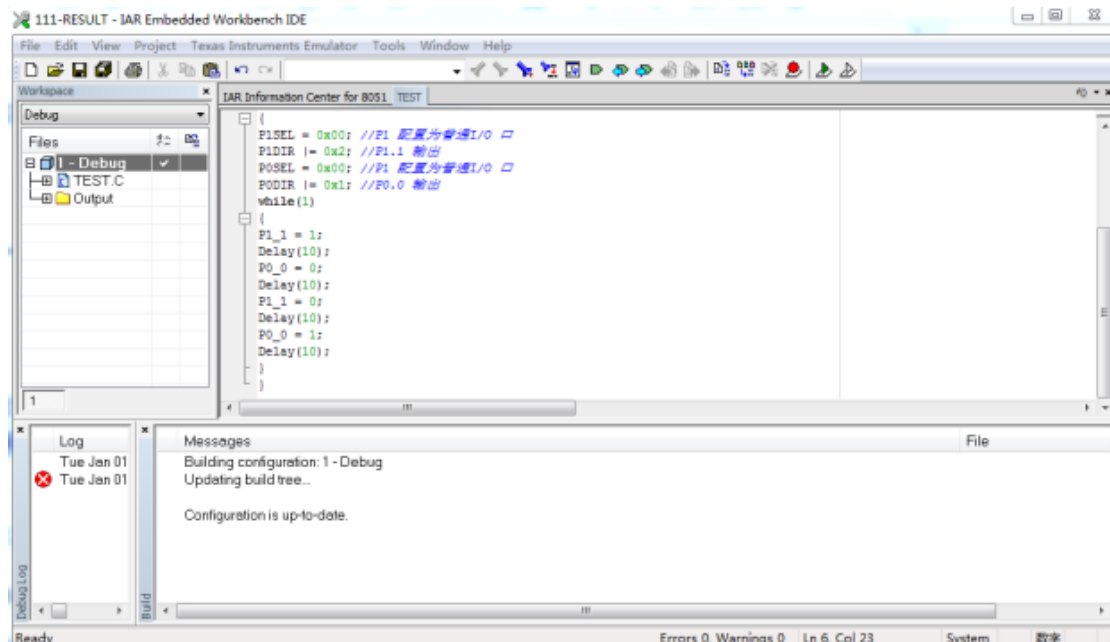 111-RESULT - IAR Embedded Workbench IDE
File Edit View Project Texas Instruments Emulator Tools Window Help
Workspace
IAR Information Center for 8051 TEST
f()
Debug
Files
1 - Debug
TEST.C
Output
1
{
P1SEL = 0x00; //P1 配置为普通I/O 口
P1DIR |= 0x2; //P1.1 输出
P0SEL = 0x00; //P1 配置为普通I/O 口
P0DIR |= 0x1; //P0.0 输出
while(1)
{
P1_1 = 1;
Delay(10);
P0_0 = 0;
Delay(10);
P1_1 = 0;
Delay(10);
P0_0 = 1;
Delay(10);
}
}
Log
Tue Jan 01
Tue Jan 01
Debug Log
Messages File
Building configuration: 1 - Debug
Updating build tree...
Configuration is up-to-date.
Build
Ready Errors 0, Warnings 0 Ln 6, Col 23 System 数字